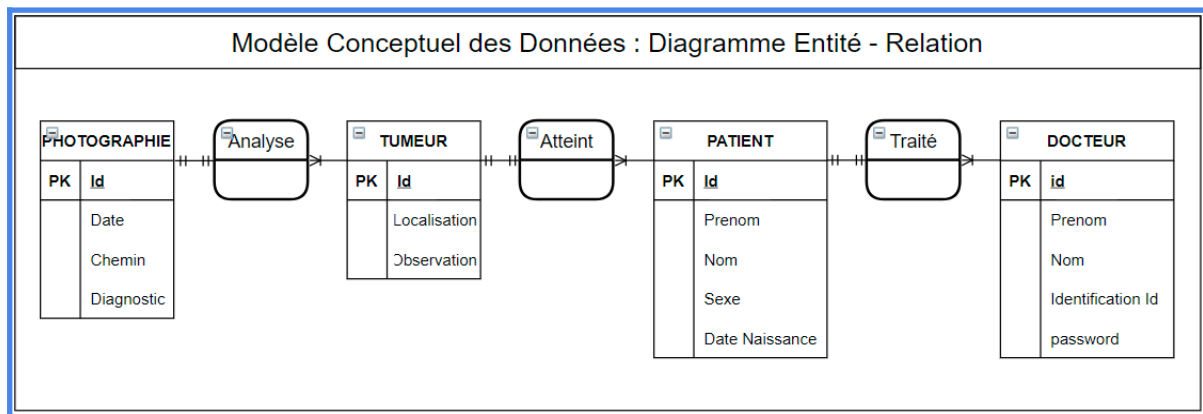 Modèle Conceptuel des Données : Diagramme Entité - Relation
PHOTOGRAPHIE
PK Id
Date
Chemin
Diagnostic
Analyse
TUMEUR
PK Id
Localisation
Observation
Atteint
PATIENT
PK Id
Prenom
Nom
Sexe
Date Naissance
Traité
DOCTEUR
PK id
Prenom
Nom
Identification Id
password